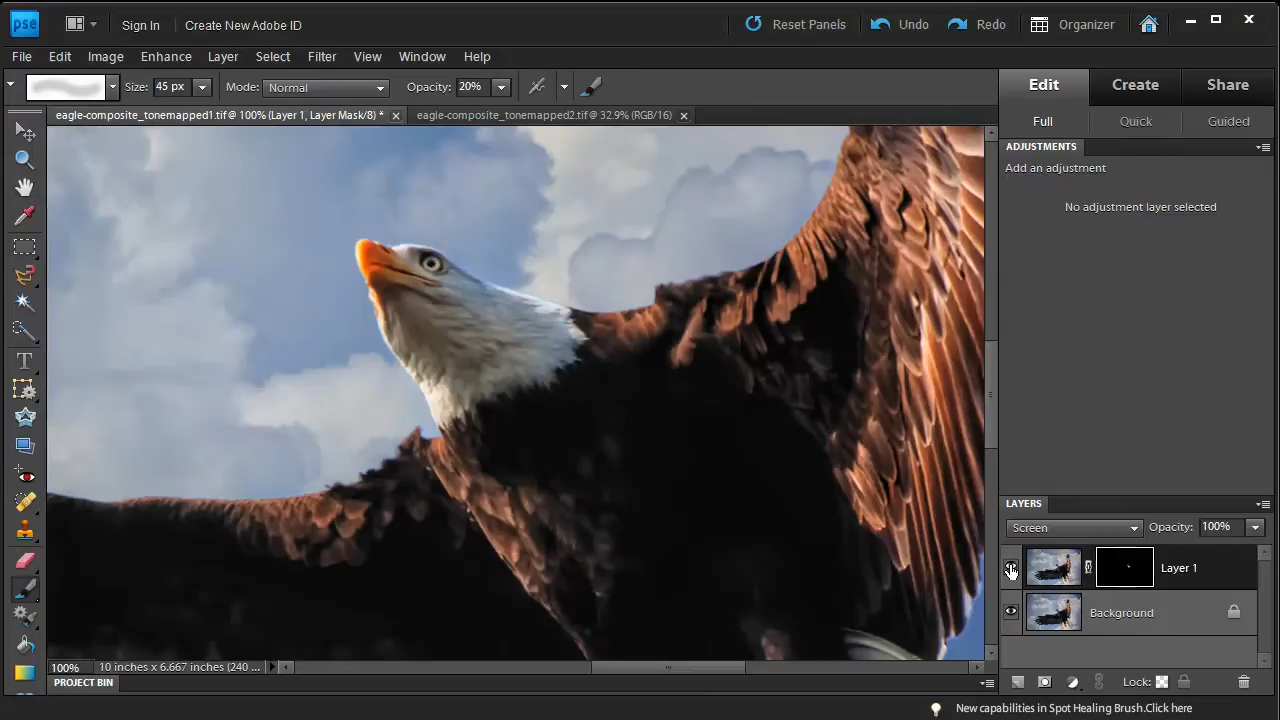 pse Sign In Create New Adobe ID Reset Panels Undo Redo Organizer
File Edit Image Enhance Layer Select Filter View Window Help
Size: 45 px Mode: Normal Opacity: 20%
Edit Create Share
eagle-composite_tonemapped1.tif@ 100% (Layer 1, Layer Mask/8) * eagle-composite_tonemapped2.tif@ 32.9% (RGB/16)
Full Quick Guided
ADJUSTMENTS
Add an adjustment
No adjustment layer selected
T
LAYERS
Screen Opacity: 100%
Layer 1
Background
100% 10 inches x 6.667 inches (240 ...
PROJECT BIN
Lock:
New capabilities in Spot Healing Brush.Click here